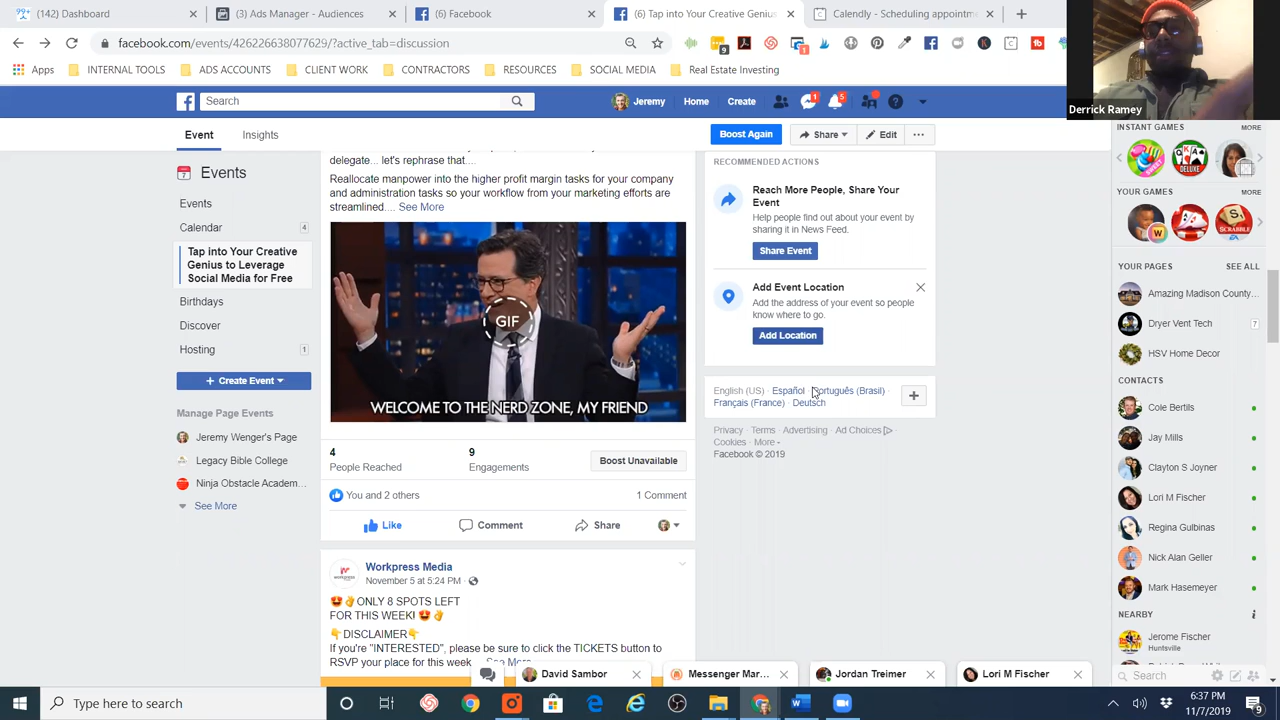 (142) Dashboard
(3) Ads Manager - Audiences
(6) Facebook
(6) Tap into Your Creative Genius
Calendly - Scheduling appointm
facebook.com/events/426226638077629/?active_tab=discussion
Apps
INTERNAL TOOLS
ADS ACCOUNTS
CLIENT WORK
CONTRACTORS
RESOURCES
SOCIAL MEDIA
Real Estate Investing
Derrick Ramey
Search
Jeremy
Home
Create
1
5
Event
Insights
Boost Again
Share
Edit
Events
Events
Calendar
4
Tap into Your Creative
Genius to Leverage
Social Media for Free
Birthdays
Discover
Hosting
1
+ Create Event
Manage Page Events
Jeremy Wenger's Page
Legacy Bible College
Ninja Obstacle Academ...
See More
delegate... let's rephrase that....
Reallocate manpower into the higher profit margin tasks for your company
and administration tasks so your workflow from your marketing efforts are
streamlined.... See More
GIF
WELCOME TO THE NERD ZONE, MY FRIEND
4
People Reached
9
Engagements
Boost Unavailable
You and 2 others
1 Comment
Like
Comment
Share
Workpress Media
November 5 at 5:24 PM
😍✌ONLY 8 SPOTS LEFT
FOR THIS WEEK! 😍✌
👇DISCLAIMER👇
If you're "INTERESTED", please be sure to click the TICKETS button to
RSVP your place for this week... See More
RECOMMENDED ACTIONS
Reach More People, Share Your
Event
Help people find out about your event by
sharing it in News Feed.
Share Event
Add Event Location
Add the address of your event so people
know where to go.
Add Location
English (US) · Español · Português (Brasil) ·
Français (France) · Deutsch
Privacy · Terms · Advertising · Ad Choices ·
Cookies · More
Facebook © 2019
INSTANT GAMES
MORE
YOUR GAMES
MORE
YOUR PAGES
SEE ALL
Amazing Madison County...
Dryer Vent Tech
7
HSV Home Decor
CONTACTS
Cole Bertils
Jay Mills
Clayton S Joyner
Lori M Fischer
Regina Gulbinas
Nick Alan Geller
Mark Hasemeyer
NEARBY
Jerome Fischer
Huntsville
Search
David Sambor
Messenger Mar...
Jordan Treimer
Lori M Fischer
Type here to search
6:37 PM
11/7/2019
9